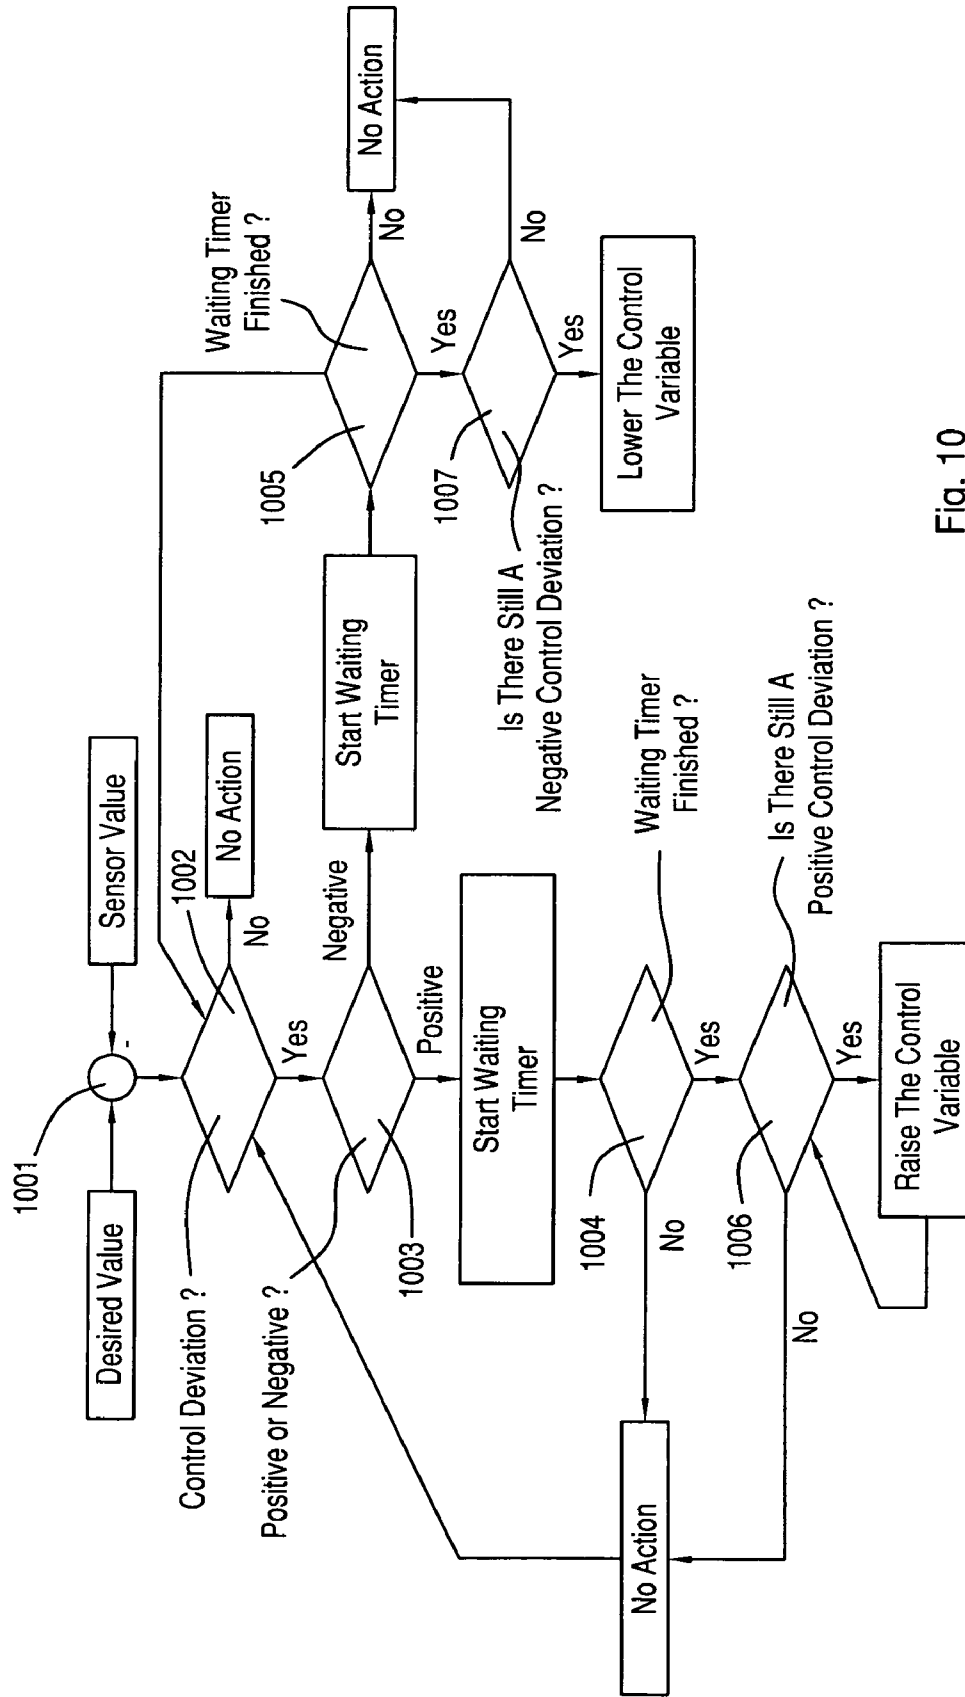 1001
Desired Value
Sensor Value
-
Control Deviation ?
1002
No
No Action
Yes
Positive or Negative ?
1003
Negative
Start Waiting
Timer
Waiting Timer
Finished ?
1005
No
No Action
Yes
1007
Is There Still A
Negative Control Deviation ?
No
Yes
Lower The Control
Variable
Positive
Start Waiting
Timer
1004
Waiting Timer
Finished ?
No
No Action
Yes
1006
Is There Still A
Positive Control Deviation ?
No
Yes
Raise The Control
Variable
Fig. 10